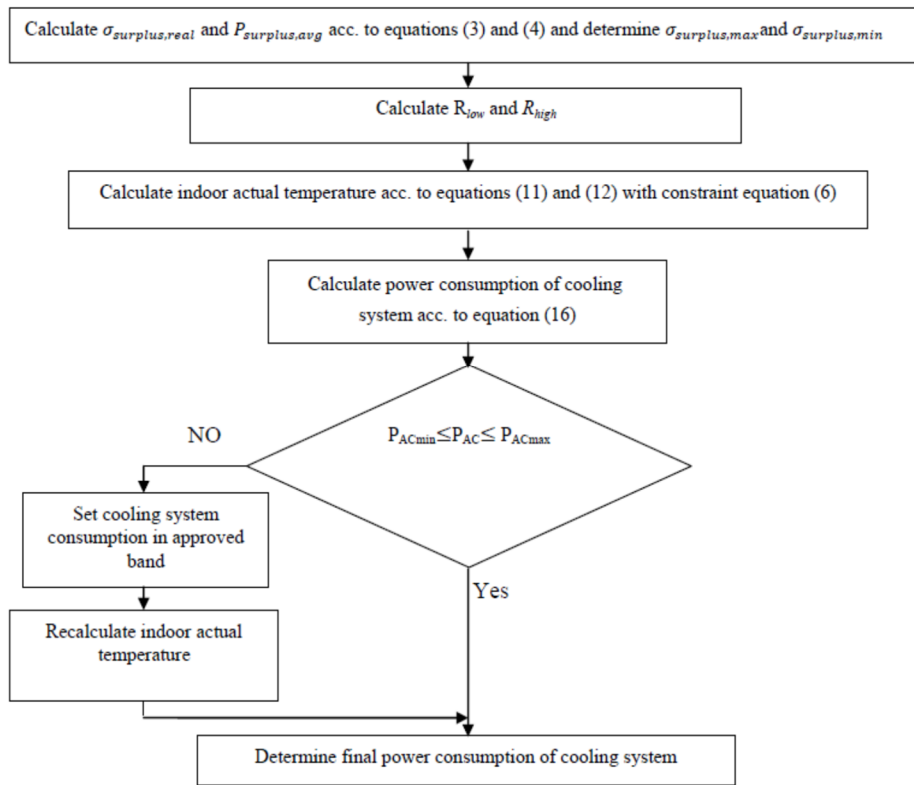 Calculate σsurplus,real and Psurplus,avg acc. to equations (3) and (4) and determine σsurplus,maxand σsurplus,min
Calculate Rlow and Rhigh
Calculate indoor actual temperature acc. to equations (11) and (12) with constraint equation (6)
Calculate power consumption of cooling
system acc. to equation (16)
PACmin≤PAC≤ PACmax
NO
Set cooling system
consumption in approved
band
Yes
Recalculate indoor actual
temperature
Determine final power consumption of cooling system